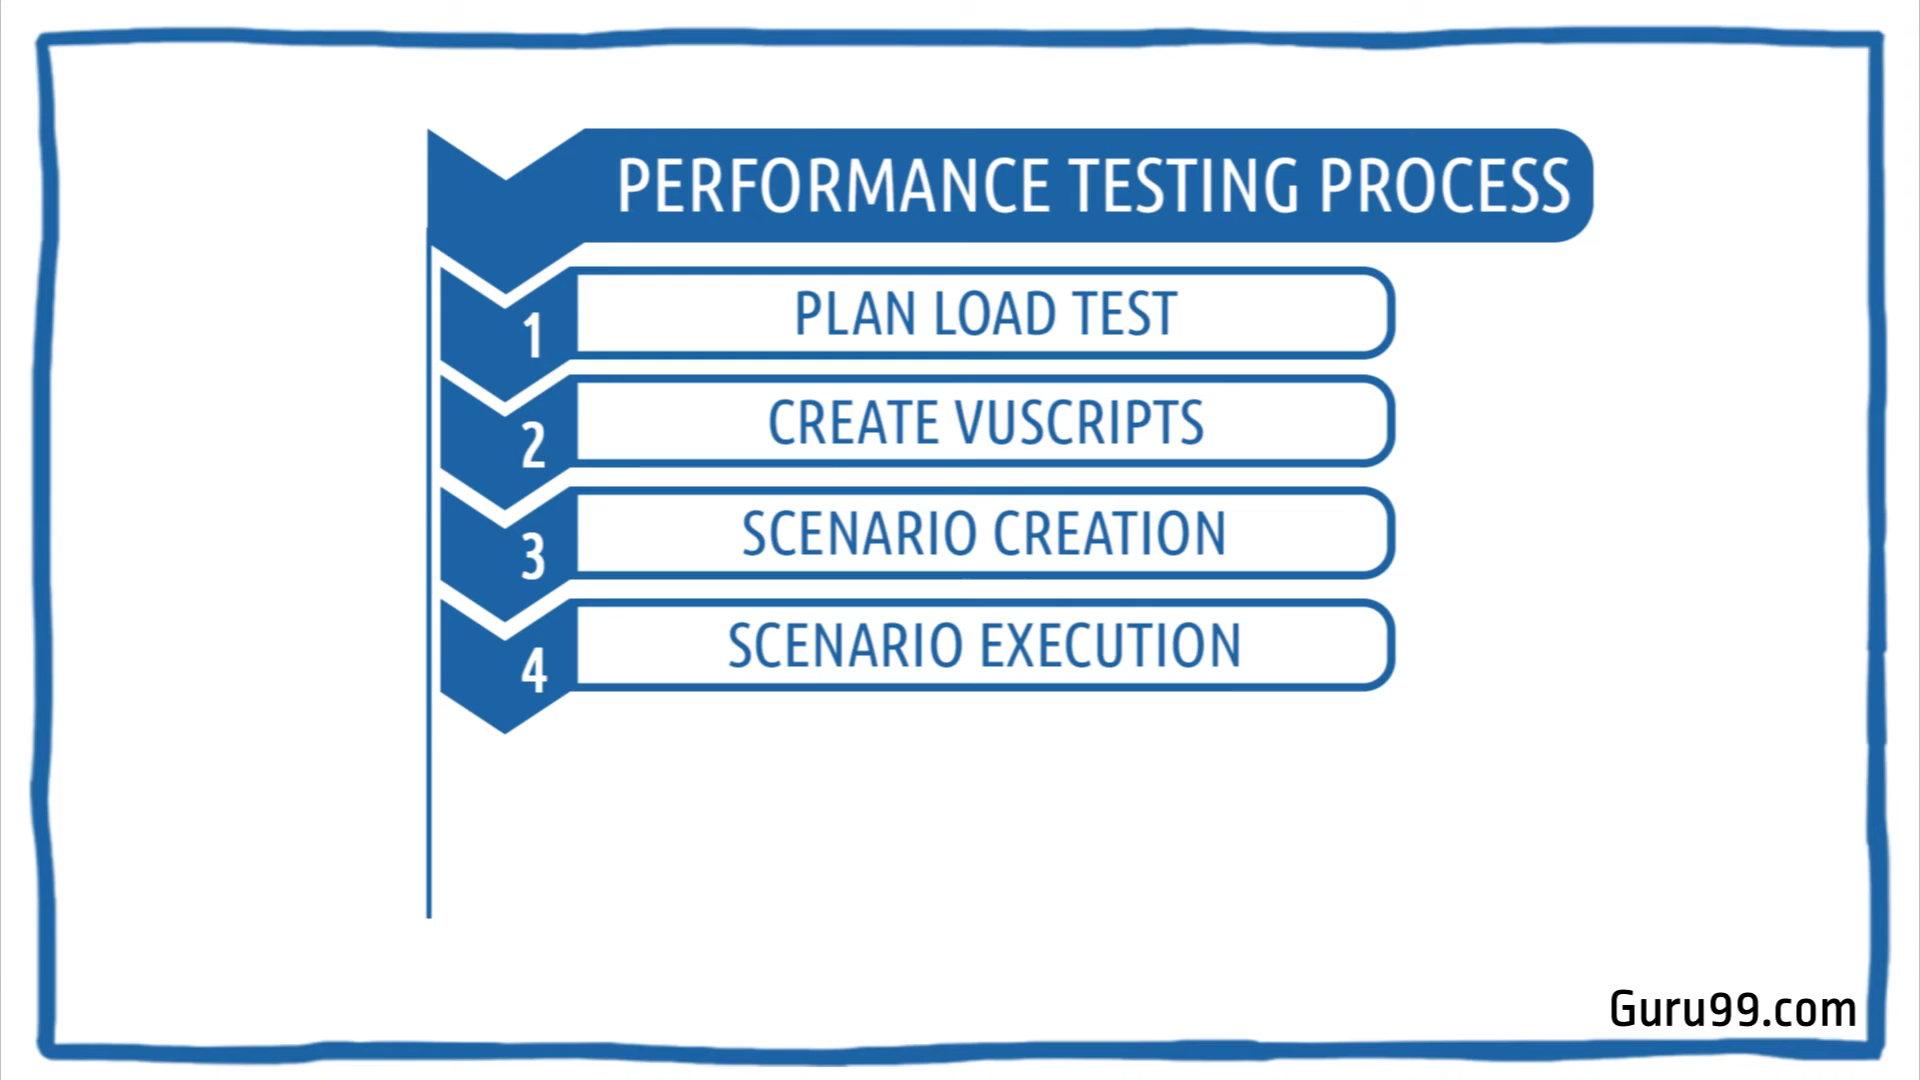 PERFORMANCE TESTING PROCESS
1 PLAN LOAD TEST
2 CREATE VUSCRIPTS
3 SCENARIO CREATION
4 SCENARIO EXECUTION
Guru99.com